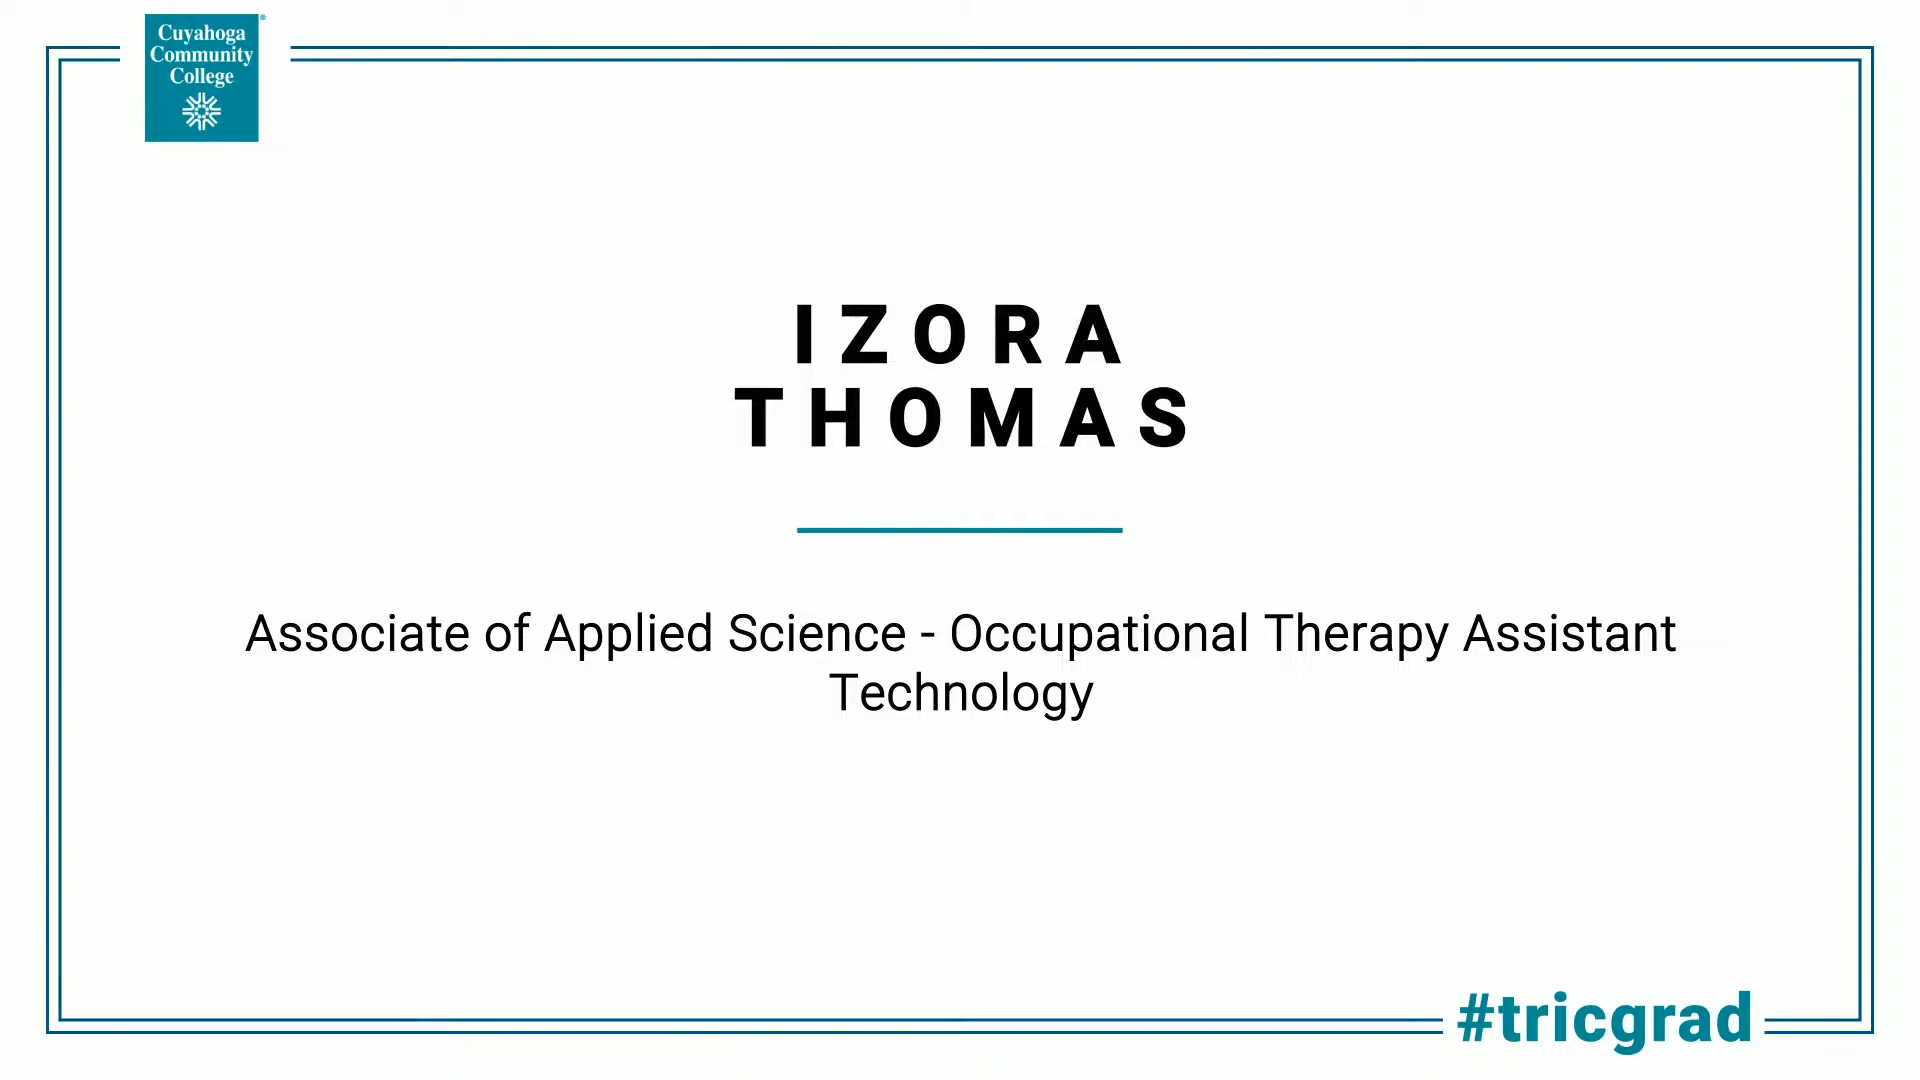 Cuyahoga
Community
College
IZORA
THOMAS
Associate of Applied Science - Occupational Therapy Assistant
Technology
#tricgrad